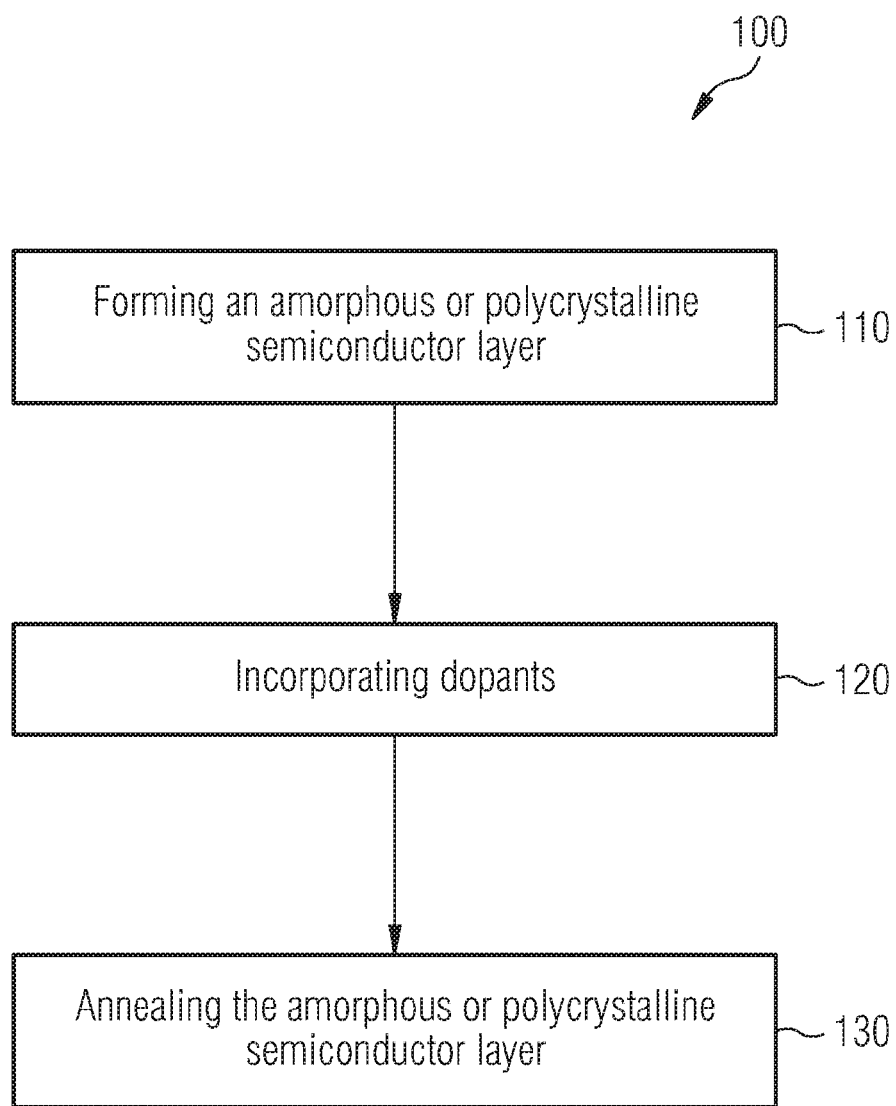 100
Forming an amorphous or polycrystalline
semiconductor layer
110
Incorporating dopants
120
Annealing the amorphous or polycrystalline
semiconductor layer
130